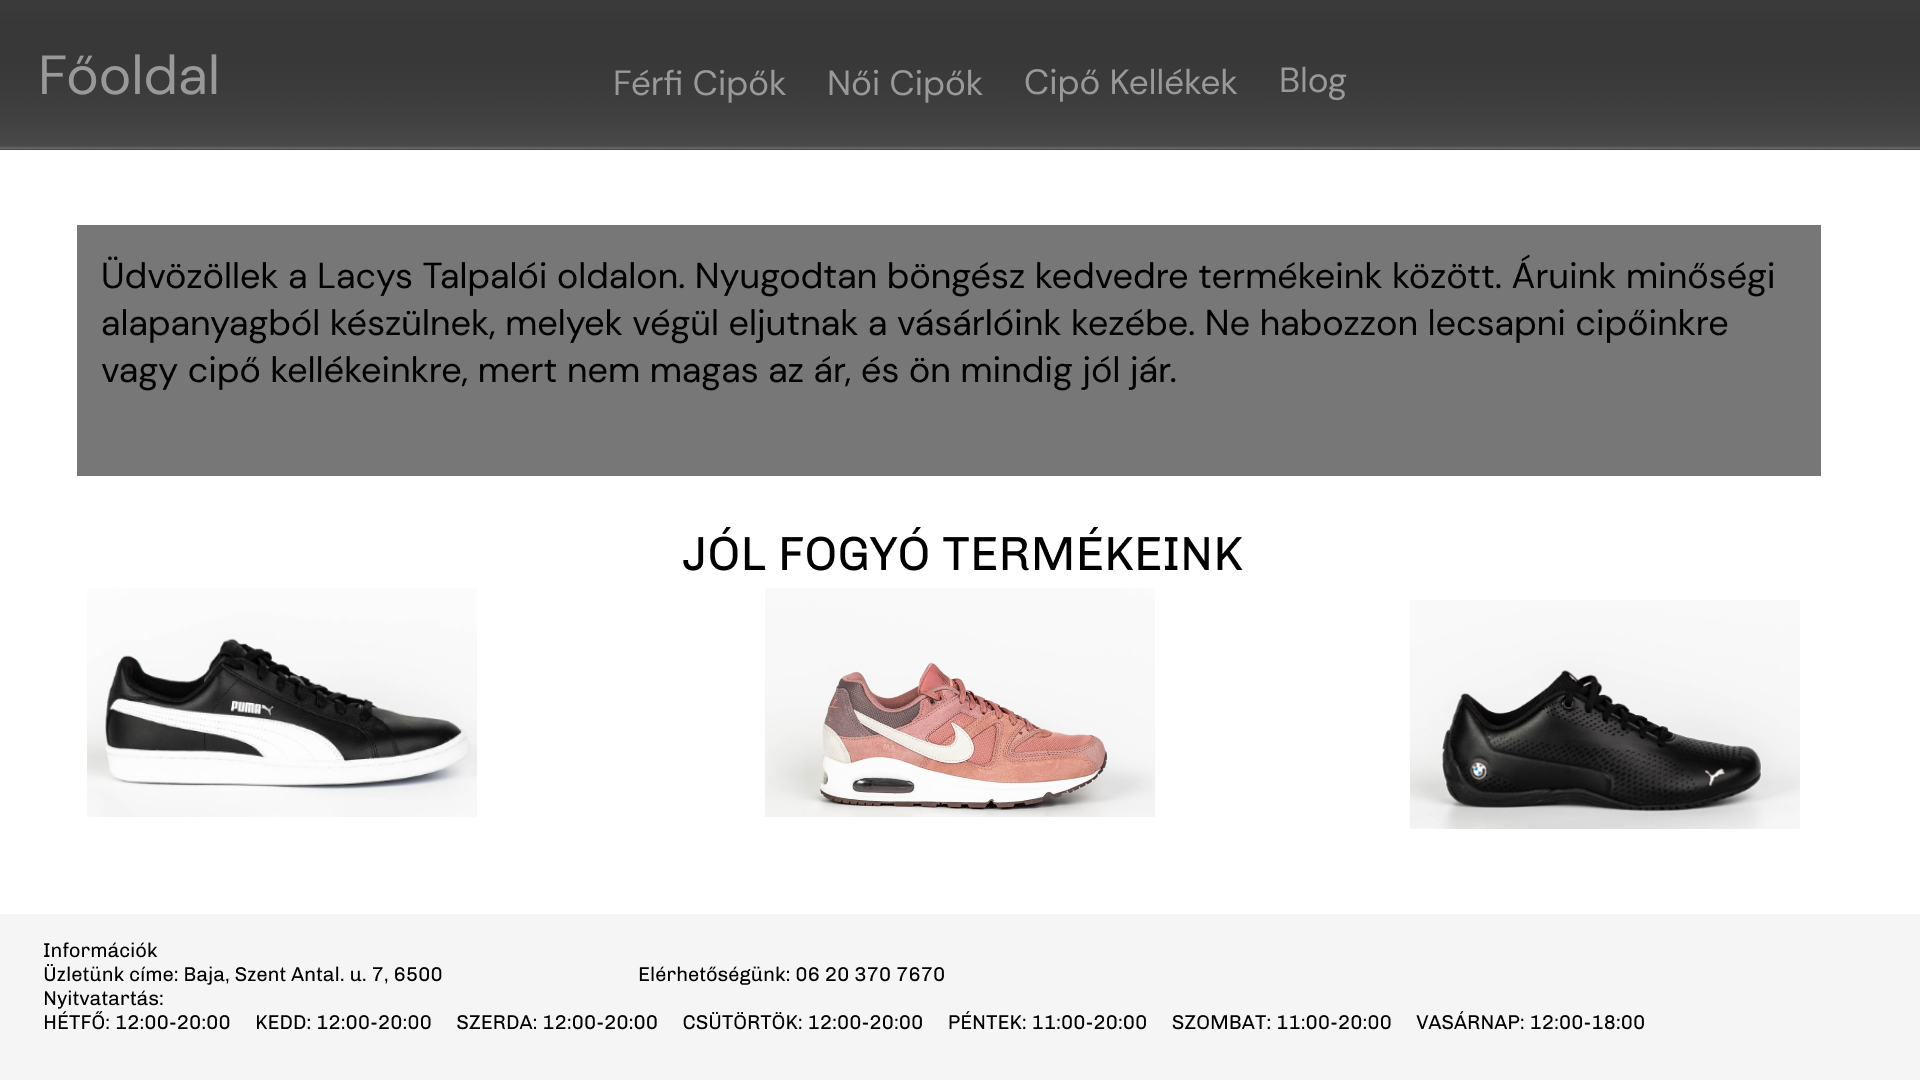 Főoldal
Férfi Cipők Női Cipők Cipő Kellékek Blog
Üdvözöllek a Lacys Talpalói oldalon. Nyugodtan böngész kedvedre termékeink között. Áruink minőségi
alapanyagból készülnek, melyek végül eljutnak a vásárlóink kezébe. Ne habozzon lecsapni cipőinkre
vagy cipő kellékeinkre, mert nem magas az ár, és ön mindig jól jár.
JÓL FOGYÓ TERMÉKEINK
PUMA
Információk
Üzletünk címe: Baja, Szent Antal. u. 7, 6500 Elérhetőségünk: 06 20 370 7670
Nyitvatartás:
HÉTFŐ: 12:00-20:00 KEDD: 12:00-20:00 SZERDA: 12:00-20:00 CSÜTÖRTÖK: 12:00-20:00 PÉNTEK: 11:00-20:00 SZOMBAT: 11:00-20:00 VASÁRNAP: 12:00-18:00